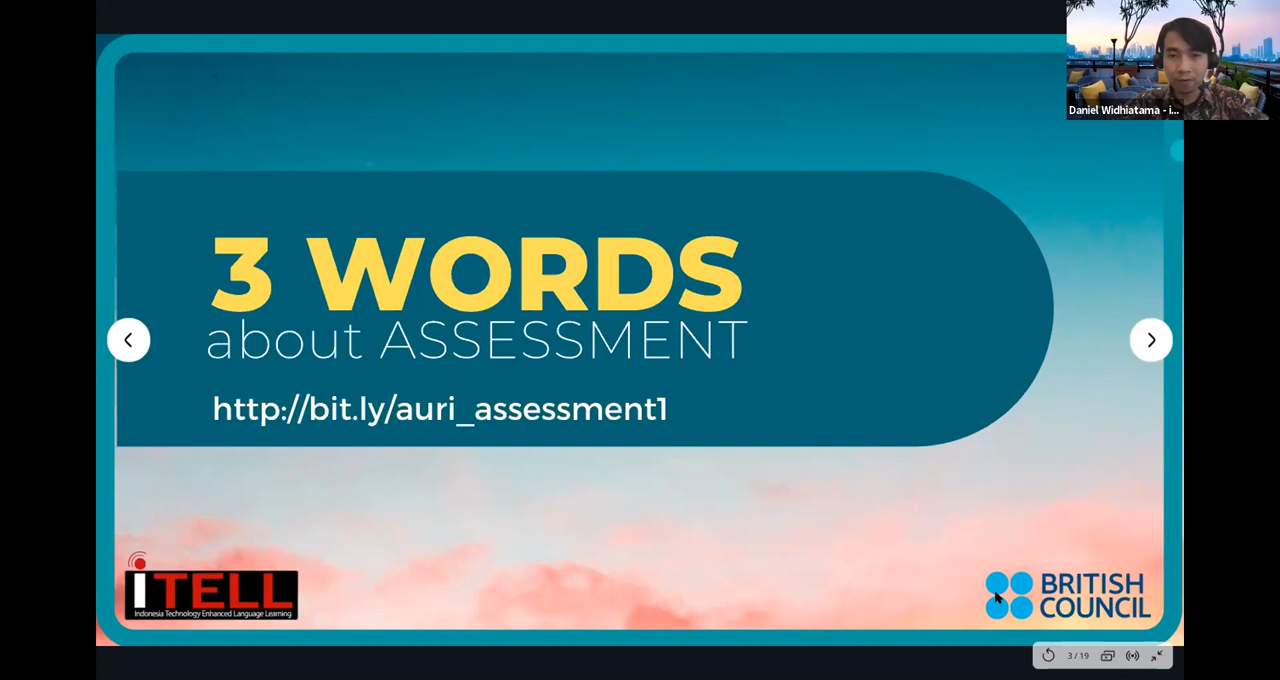 Daniel Widhiatama - i...
3 WORDS
about ASSESSMENT
http://bit.ly/auri_assessment1
iTELL
Indonesia Technology Enhanced Language Learning
BRITISH
COUNCIL
3 / 19